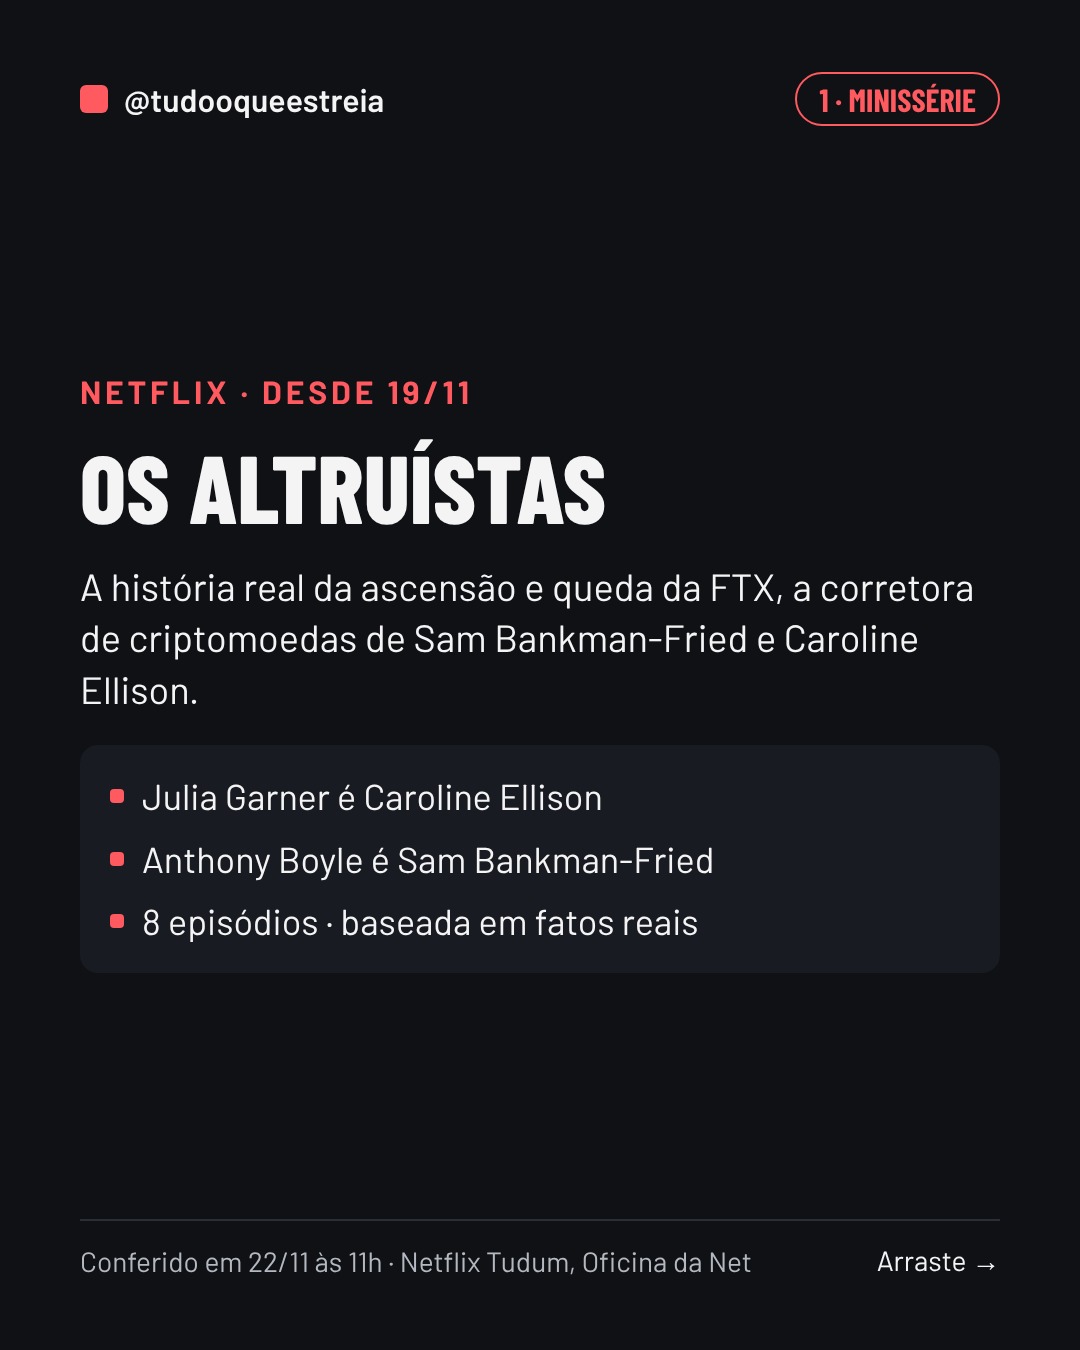 @tudooqueestreia
1 · MINISSÉRIE
NETFLIX · DESDE 19/11
OS ALTRUÍSTAS
A história real da ascensão e queda da FTX, a corretora
de criptomoedas de Sam Bankman-Fried e Caroline
Ellison.
Julia Garner é Caroline Ellison
Anthony Boyle é Sam Bankman-Fried
8 episódios · baseada em fatos reais
Conferido em 22/11 às 11h · Netflix Tudum, Oficina da Net
Arraste →